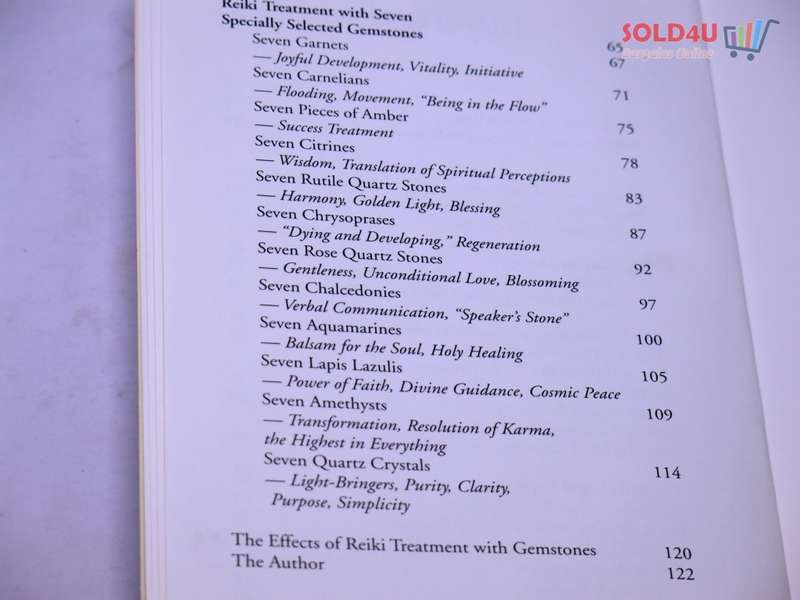 SOLD4U
Bargains Online
Reiki Treatment with Seven
Specially Selected Gemstones 65
Seven Garnets 67
— Joyful Development, Vitality, Initiative
Seven Carnelians 71
— Flooding, Movement, “Being in the Flow”
Seven Pieces of Amber 75
— Success Treatment
Seven Citrines 78
— Wisdom, Translation of Spiritual Perceptions
Seven Rutile Quartz Stones 83
— Harmony, Golden Light, Blessing
Seven Chrysoprases 87
— “Dying and Developing,” Regeneration
Seven Rose Quartz Stones 92
— Gentleness, Unconditional Love, Blossoming
Seven Chalcedonies 97
— Verbal Communication, “Speaker’s Stone”
Seven Aquamarines 100
— Balsam for the Soul, Holy Healing
Seven Lapis Lazulis 105
— Power of Faith, Divine Guidance, Cosmic Peace
Seven Amethysts 109
— Transformation, Resolution of Karma,
the Highest in Everything
Seven Quartz Crystals 114
— Light-Bringers, Purity, Clarity,
Purpose, Simplicity
The Effects of Reiki Treatment with Gemstones 120
The Author 122